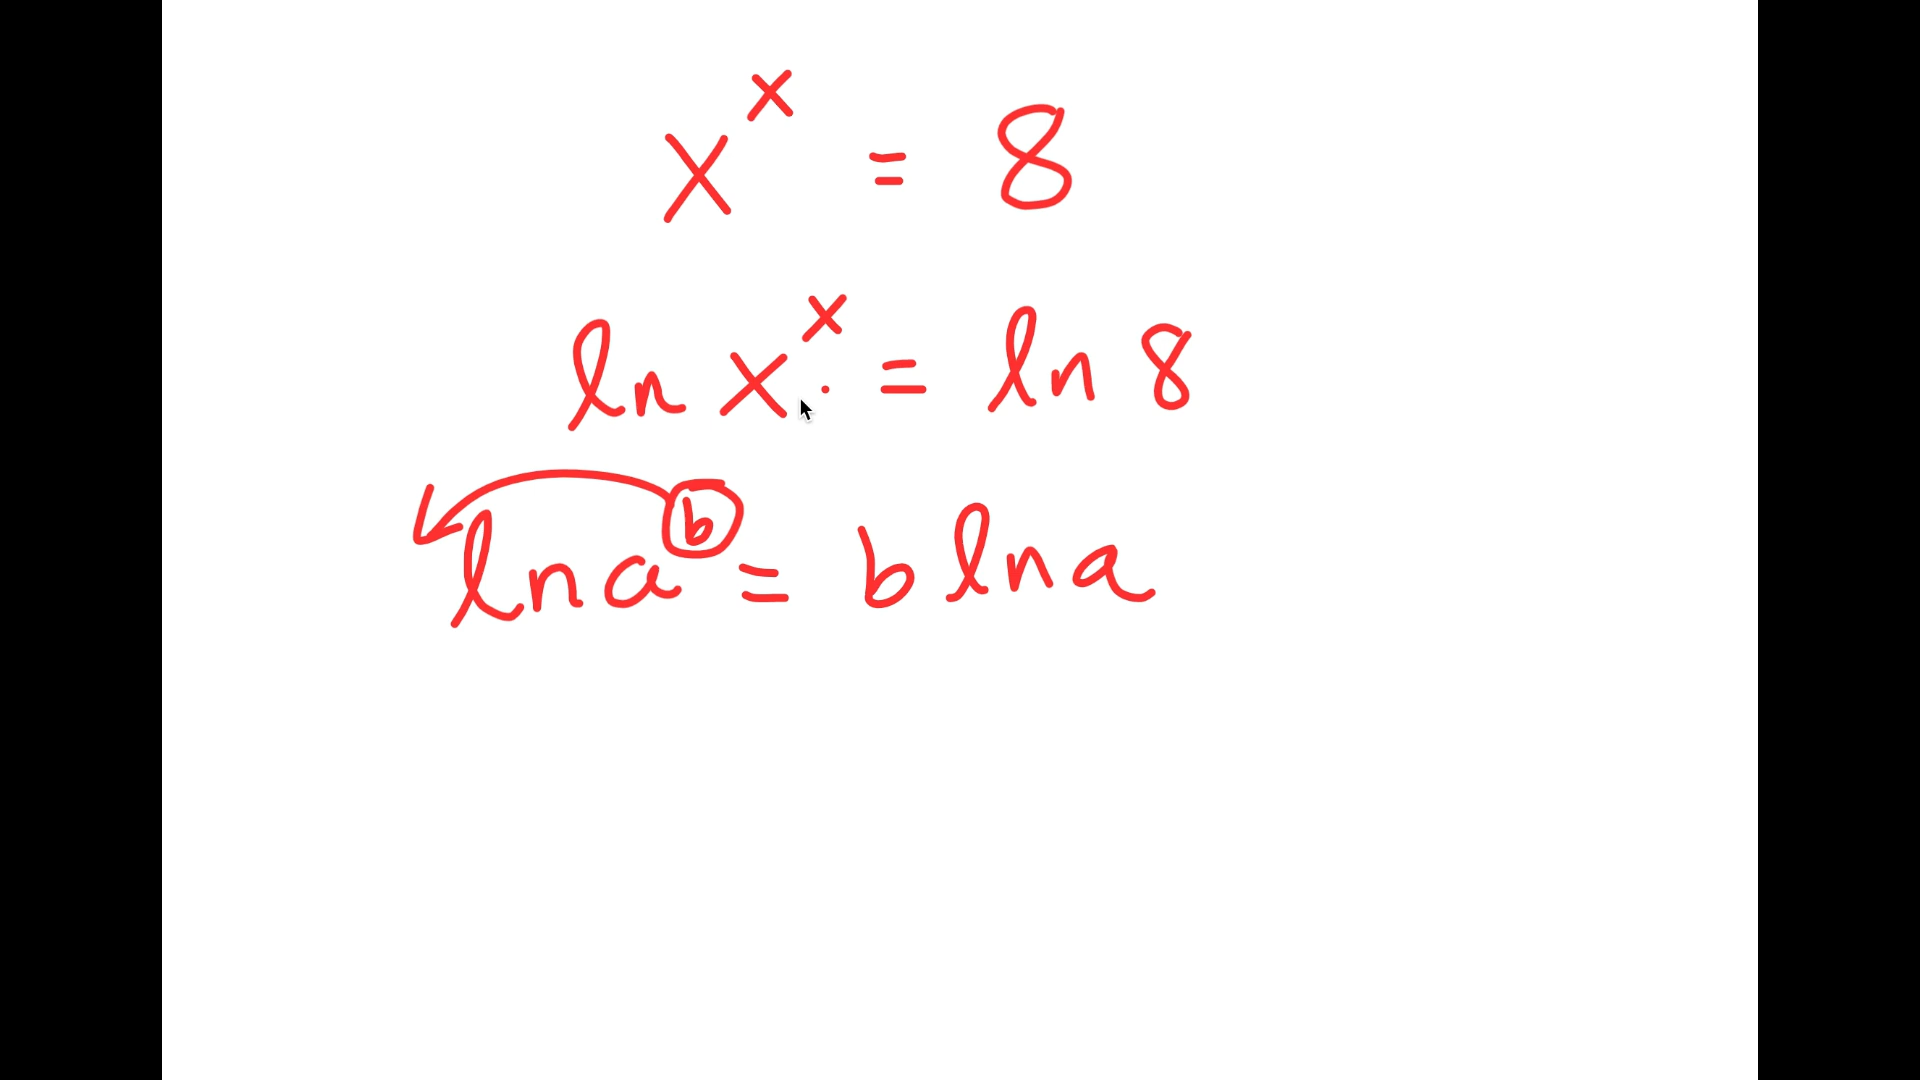 x^x = 8
ln x^x . = ln 8
ln a^b = b ln a